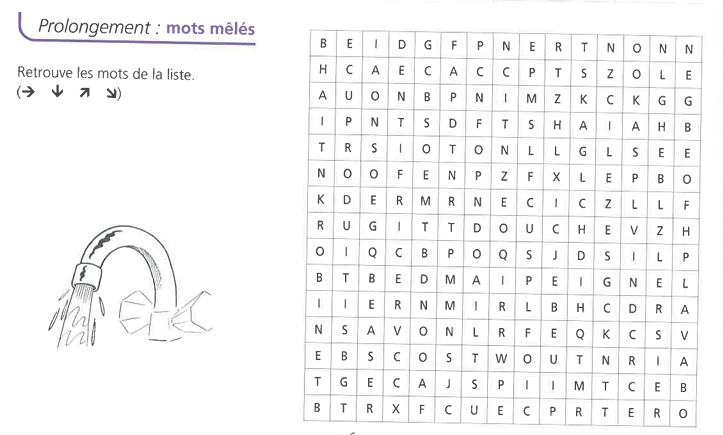 Prolongement : mots mêlés
Retrouve les mots de la liste.
(→ ↓ ↗ ↘)
B E I D G F P N E R T N O N N
H C A E C A C C P T S Z O L E
A U O N B P N I M Z K C K G G
I P N T S D F T S H A I A H B
T R S I O T O N L L G L S E E
N O O F E N P Z F X L E P B O
K D E R M R N E C I C Z L L F
R U G I T T D O U C H E V Z H
O I Q C B P O Q S J D S I L P
B T B E D M A I P E I G N E L
I I E R N M I R L B H C D R A
N S A V O N L R F E Q K C S V
E B S C O S T W O U T N R I A
T G E C A J S P I I M T C E B
B T R X F C U E C P R T E R O